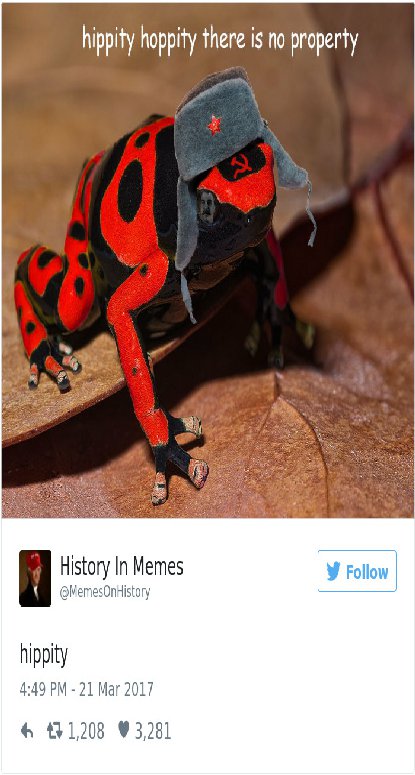 hippity hoppity there is no property
History In Memes
@MemesOnHistory
Follow
hippity
4:49 PM - 21 Mar 2017
1,208 3,281